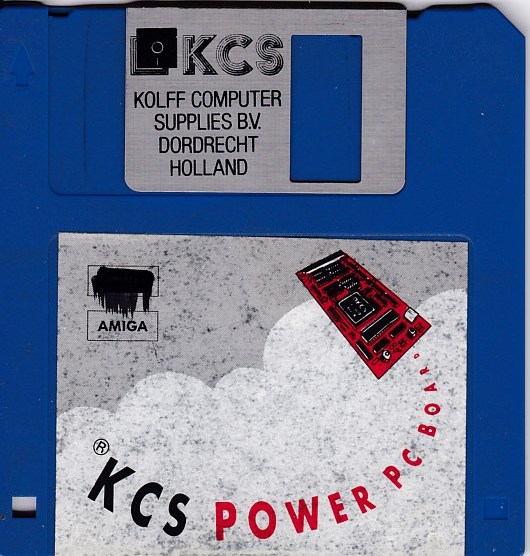 KCS
KOLFF COMPUTER
SUPPLIES B.V.
DORDRECHT
HOLLAND
AMIGA
® KCS POWER PC BOARD